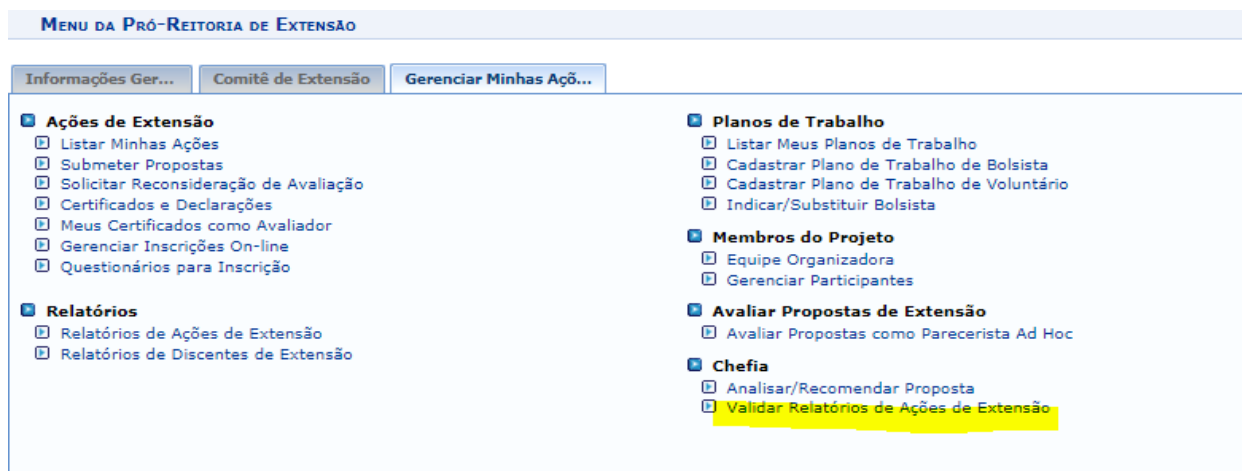 MENU DA PRÓ-REITORIA DE EXTENSÃO
Informações Ger...
Comitê de Extensão
Gerenciar Minhas Açõ...
Ações de Extensão
Listar Minhas Ações
Submeter Propostas
Solicitar Reconsideração de Avaliação
Certificados e Declarações
Meus Certificados como Avaliador
Gerenciar Inscrições On-line
Questionários para Inscrição
Relatórios
Relatórios de Ações de Extensão
Relatórios de Discentes de Extensão
Planos de Trabalho
Listar Meus Planos de Trabalho
Cadastrar Plano de Trabalho de Bolsista
Cadastrar Plano de Trabalho de Voluntário
Indicar/Substituir Bolsista
Membros do Projeto
Equipe Organizadora
Gerenciar Participantes
Avaliar Propostas de Extensão
Avaliar Propostas como Parecerista Ad Hoc
Chefia
Analisar/Recomendar Proposta
Validar Relatórios de Ações de Extensão